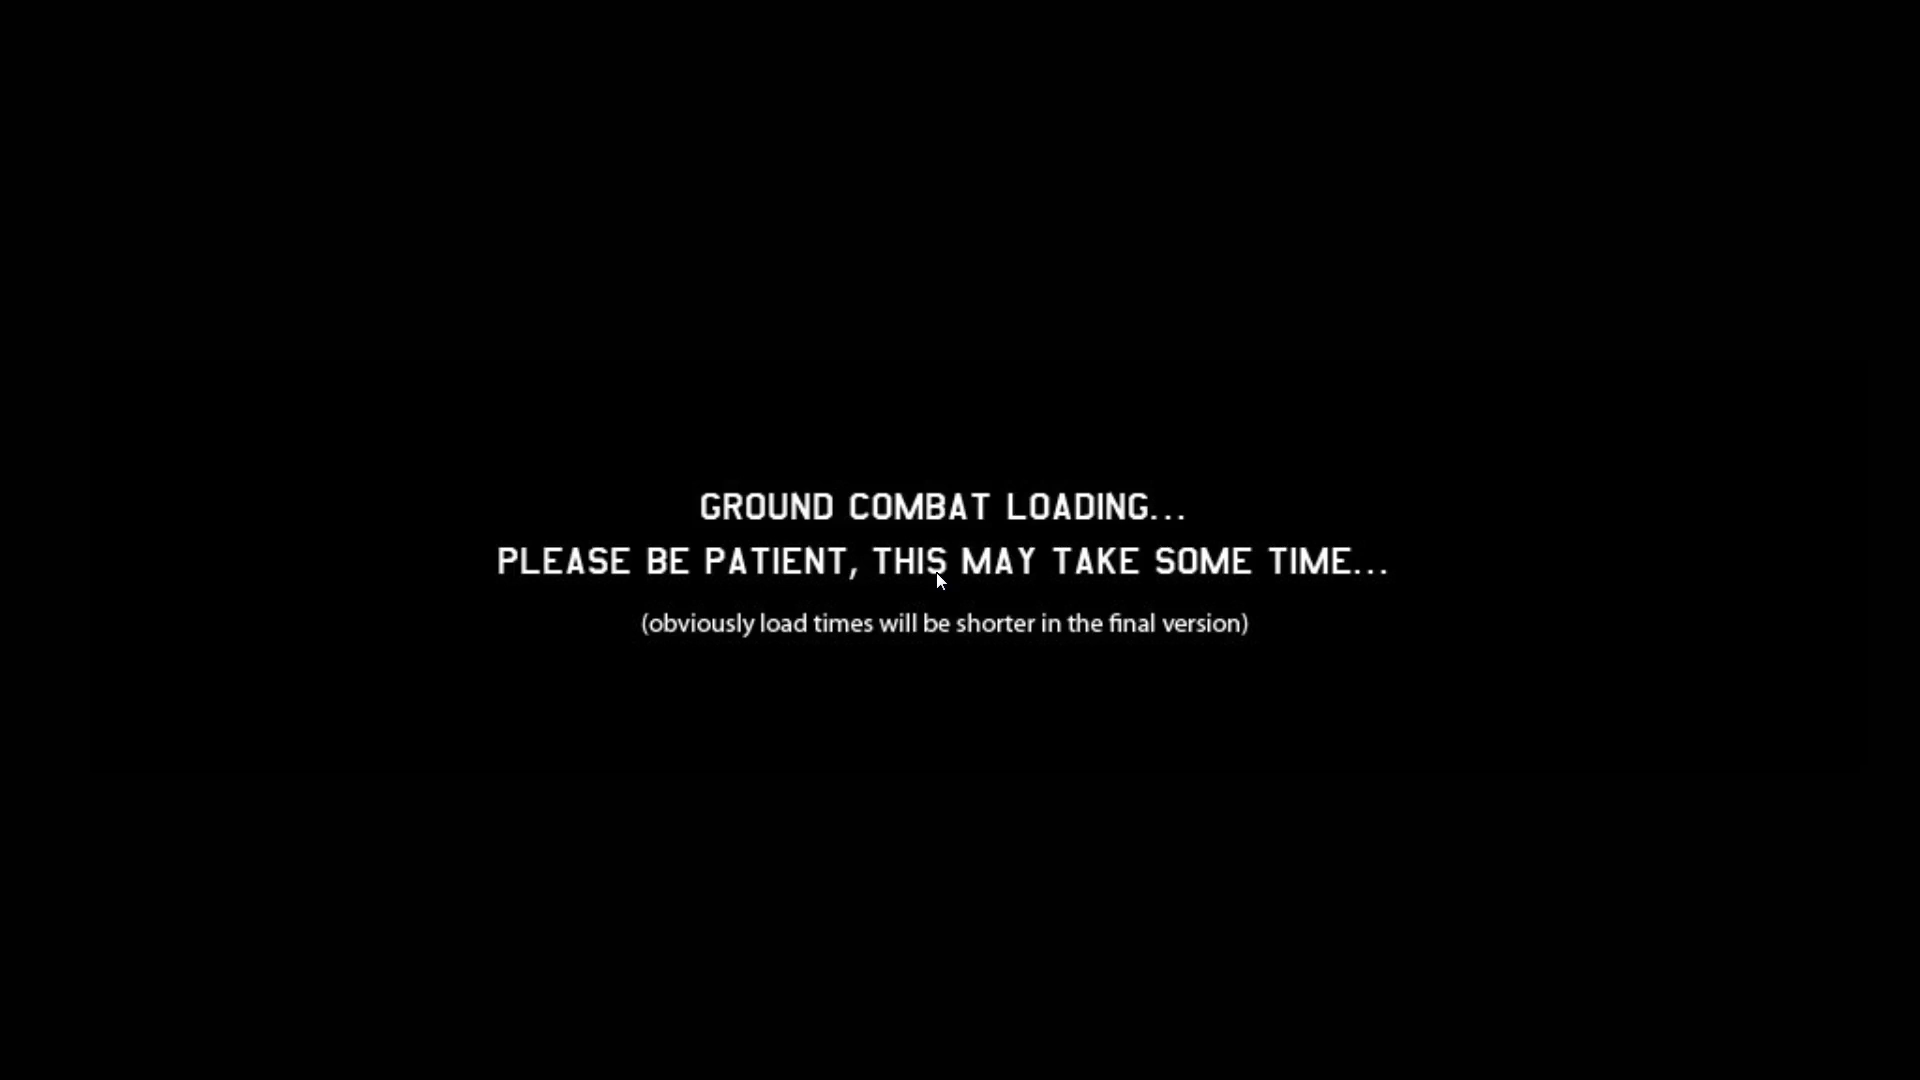 GROUND COMBAT LOADING...
PLEASE BE PATIENT, THIS MAY TAKE SOME TIME...
(obviously load times will be shorter in the final version)